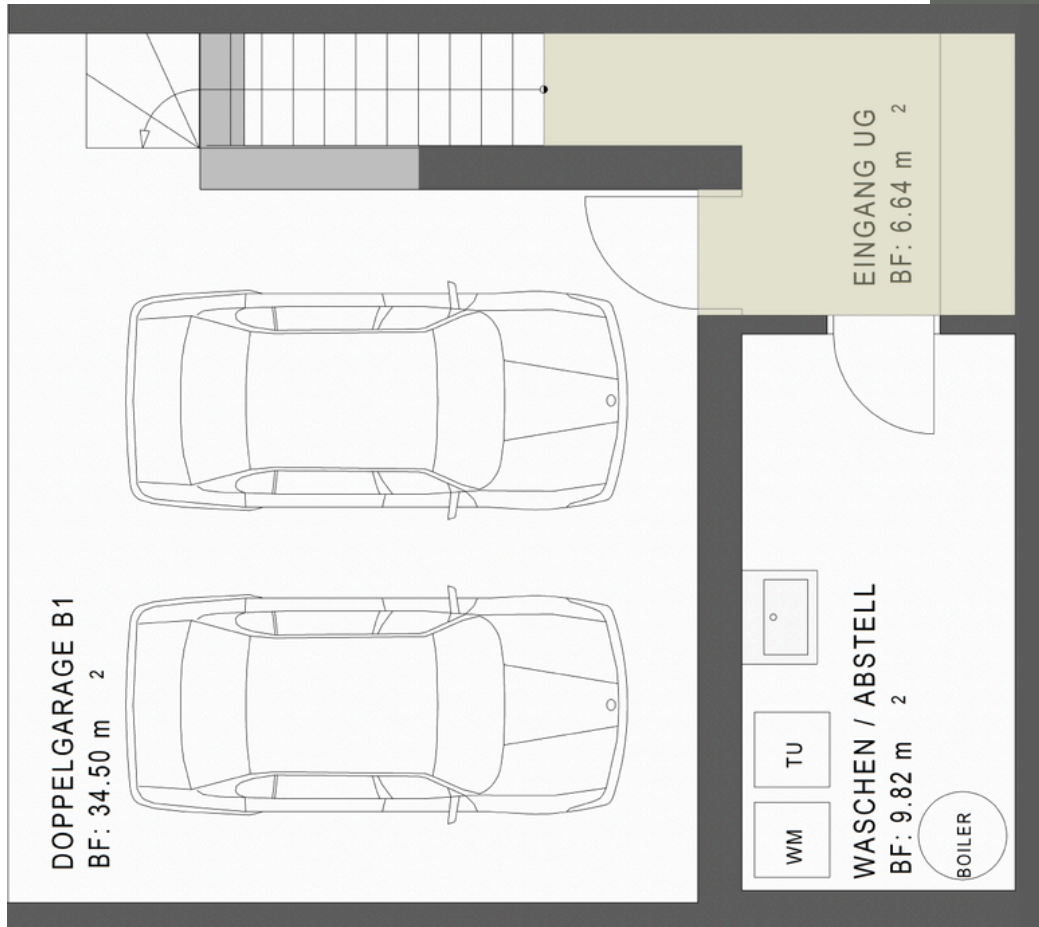 DOPPELGARAGE B1
BF: 34.50 m 2
EINGANG UG
BF: 6.64 m 2
WASCHEN / ABSTELL
BF: 9.82 m 2
TU
WM
BOILER